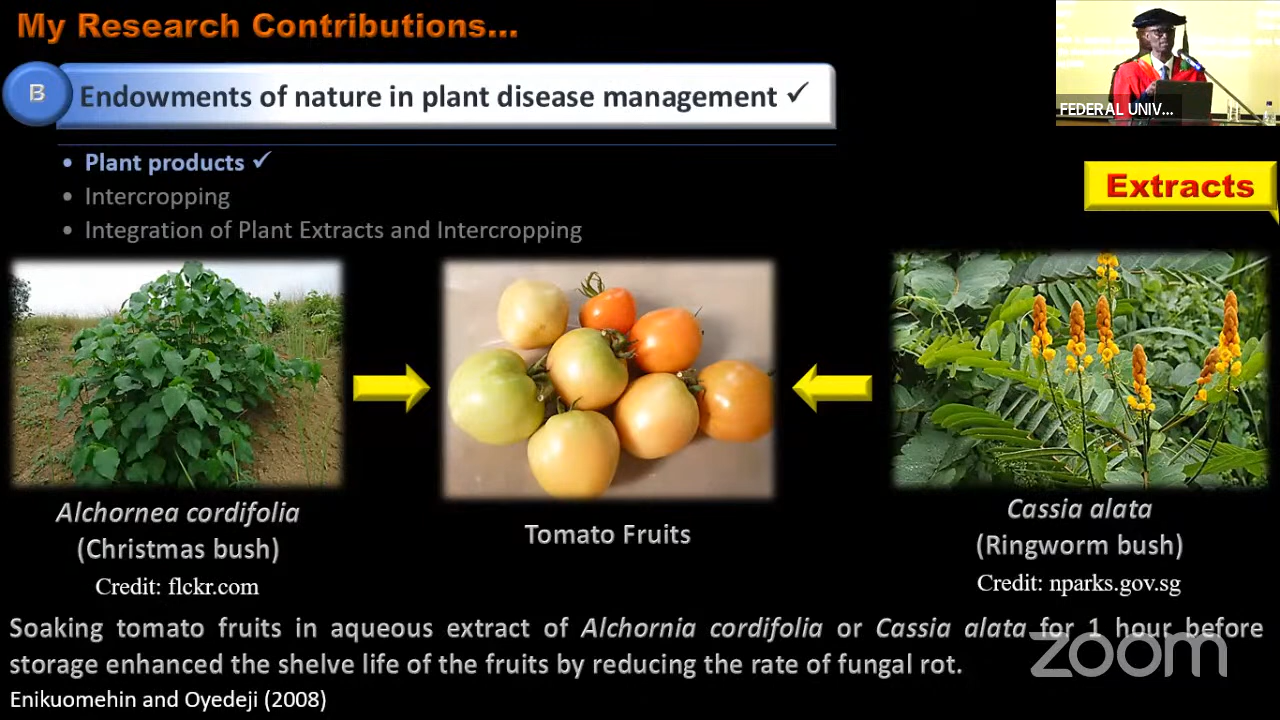 My Research Contributions...
FEDERAL UNIV...
B
Endowments of nature in plant disease management ✓
• Plant products ✓
• Intercropping
• Integration of Plant Extracts and Intercropping
Extracts
Alchornea cordifolia
(Christmas bush)
Credit: flckr.com
Tomato Fruits
Cassia alata
(Ringworm bush)
Credit: nparks.gov.sg
Soaking tomato fruits in aqueous extract of Alchornia cordifolia or Cassia alata for 1 hour before
storage enhanced the shelve life of the fruits by reducing the rate of fungal rot.
Enikuomehin and Oyedeji (2008)
zoom